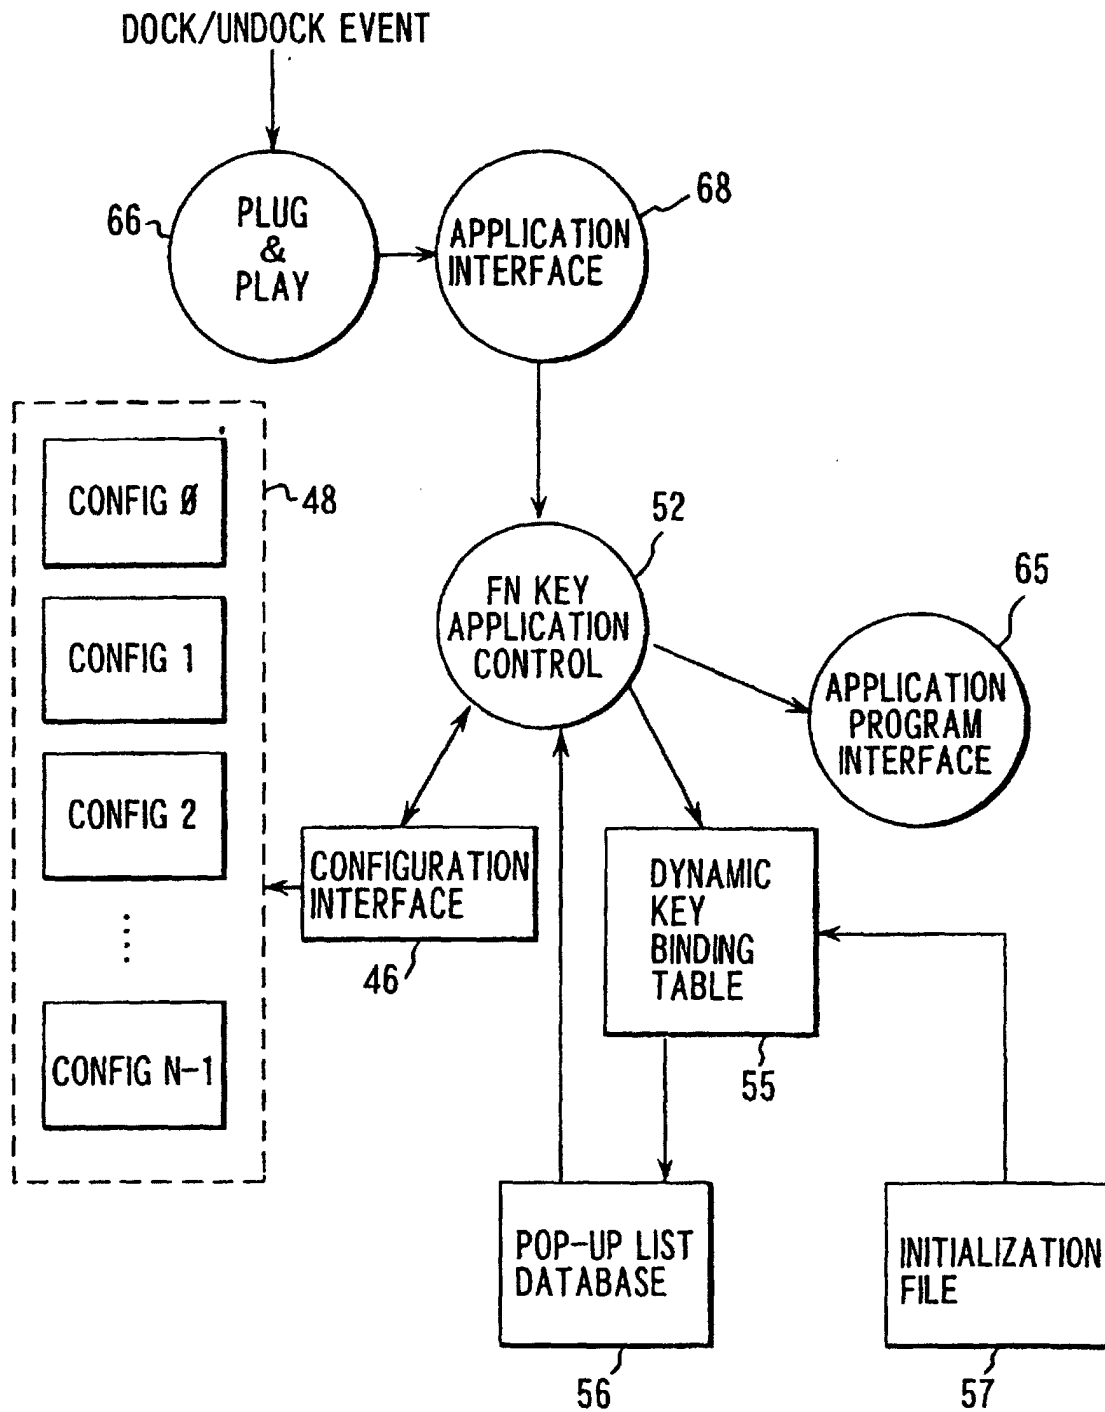 DOCK/UNDOCK EVENT
66
PLUG
&
PLAY
68
APPLICATION
INTERFACE
48
CONFIG 0
CONFIG 1
CONFIG 2
CONFIG N-1
52
FN KEY
APPLICATION
CONTROL
65
APPLICATION
PROGRAM
INTERFACE
CONFIGURATION
INTERFACE
46
DYNAMIC
KEY
BINDING
TABLE
55
POP-UP LIST
DATABASE
56
INITIALIZATION
FILE
57